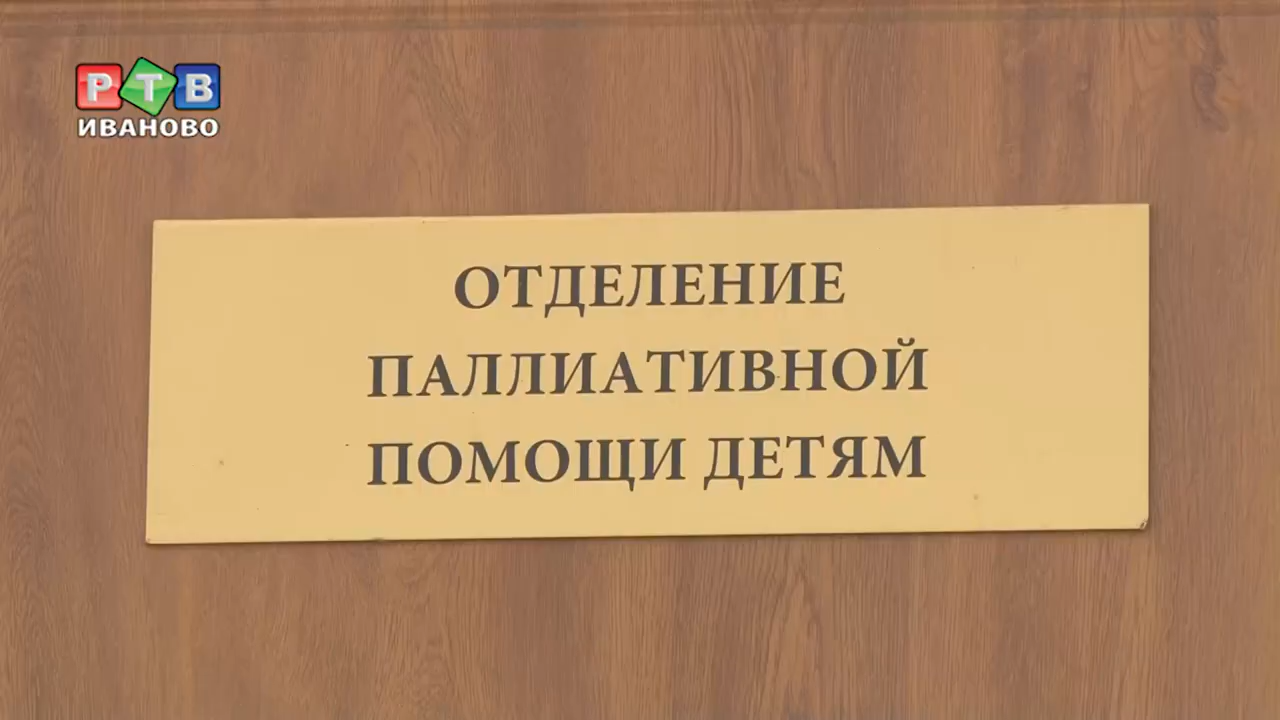 РТВ
ИВАНОВО
ОТДЕЛЕНИЕ
ПАЛЛИАТИВНОЙ
ПОМОЩИ ДЕТЯМ